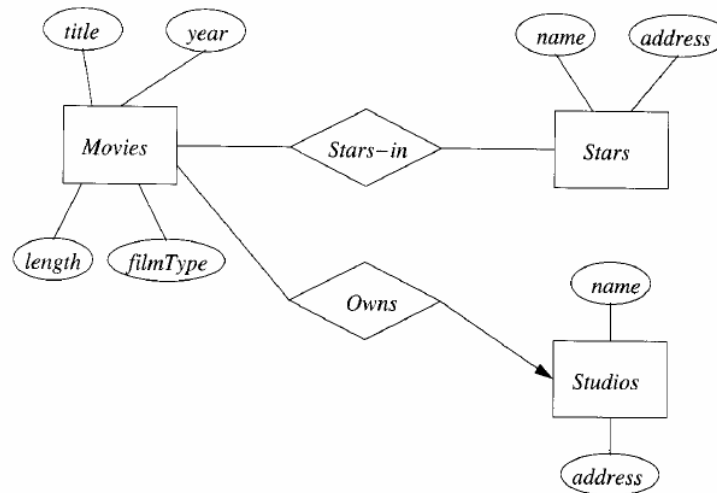 title
year
name
address
Movies
Stars−in
Stars
length
filmType
Owns
name
Studios
address